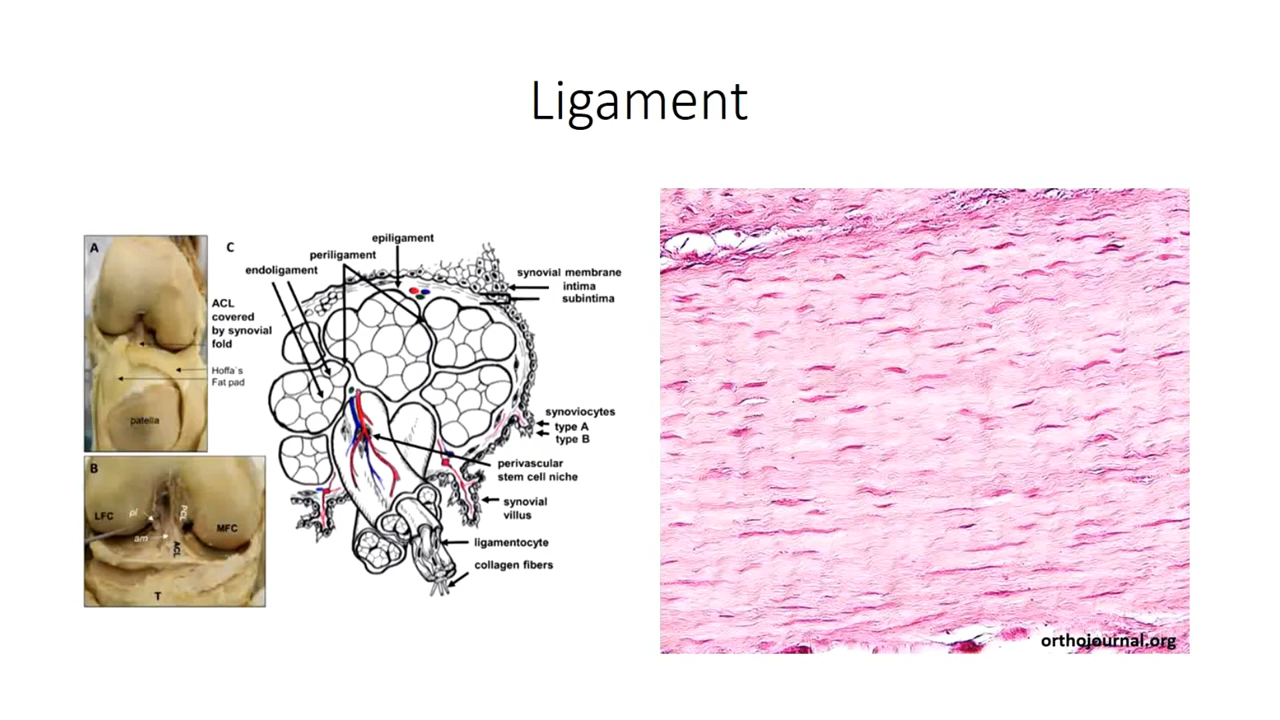 Ligament
A
ACL
covered
by synovial
fold
Hoffa`s
Fat pad
patella
B
LFC
pl
PCL
MFC
am
ACL
T
C
epiligament
periligament
endoligament
synovial membrane
intima
subintima
synoviocytes
type A
type B
perivascular
stem cell niche
synovial
villus
ligamentocyte
collagen fibers
orthojournal.org